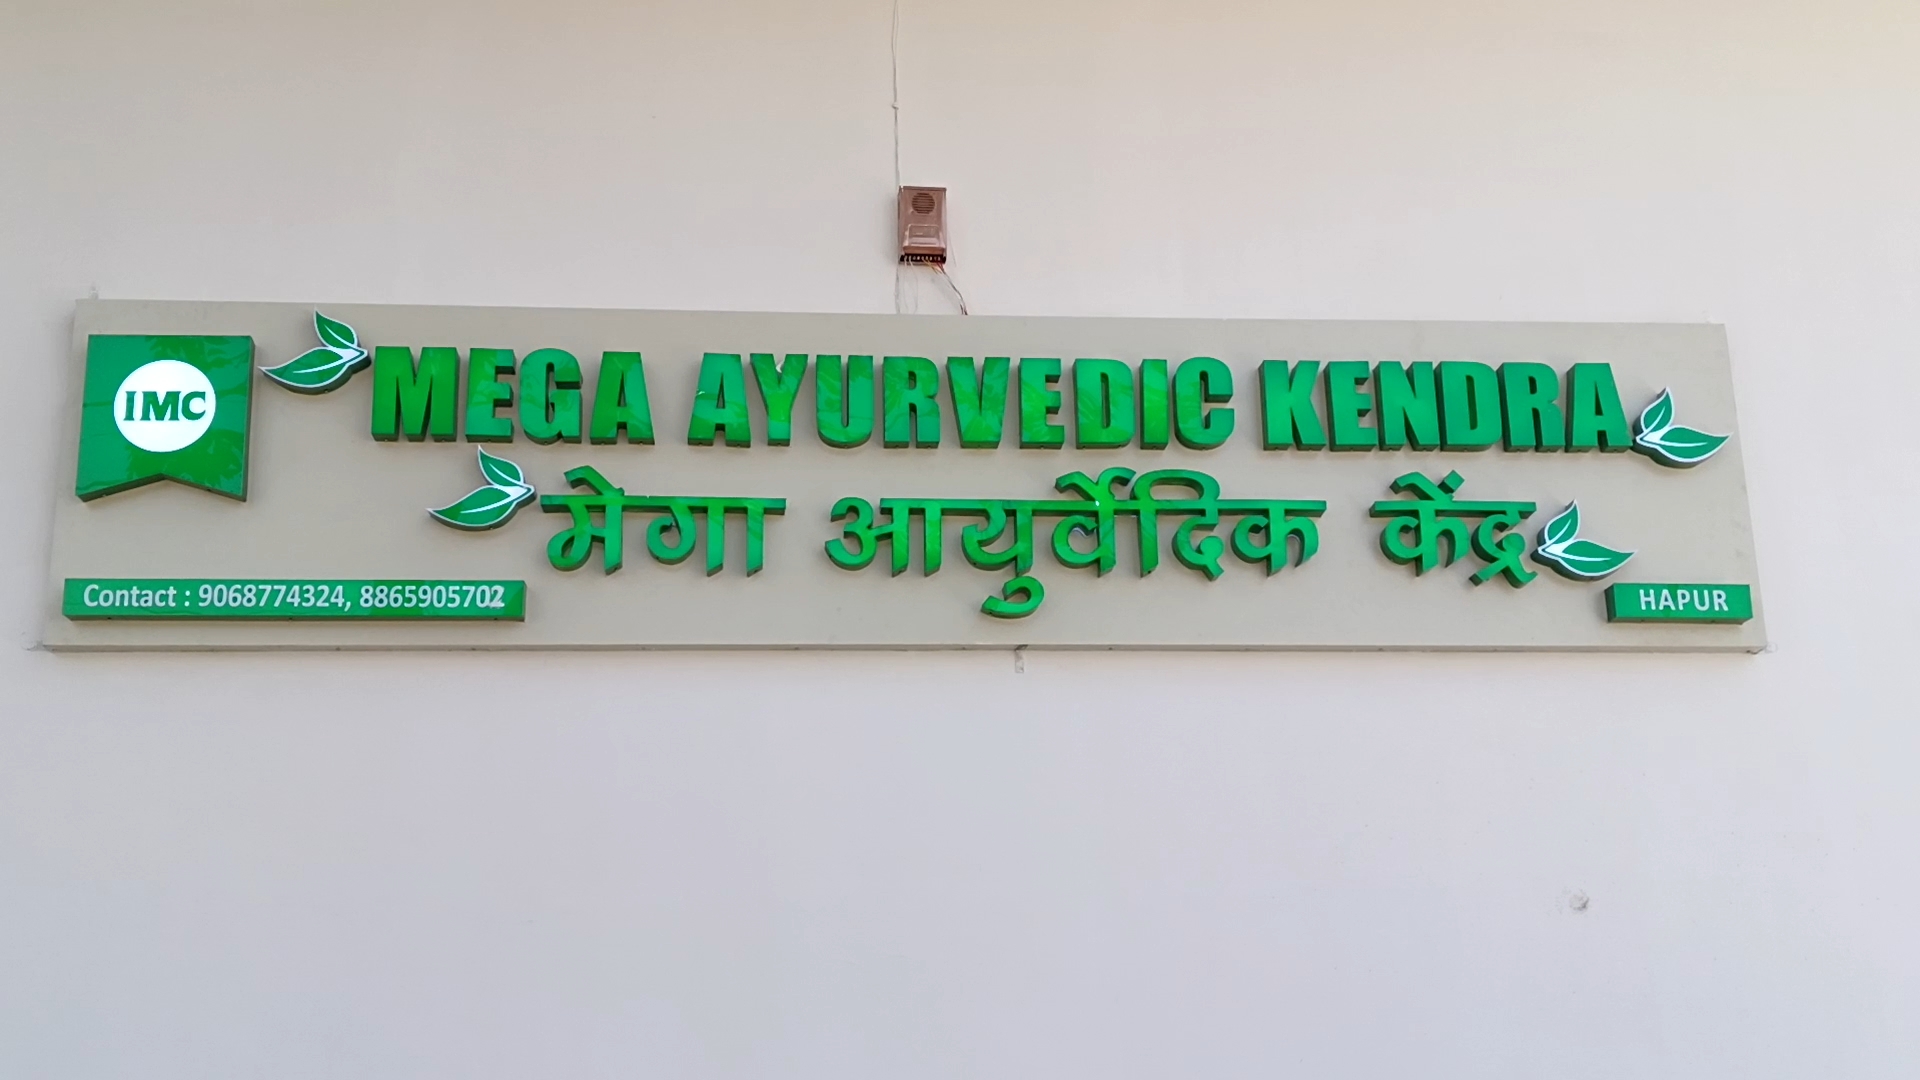 IMC
MEGA AYURVEDIC KENDRA
मेगा आयुर्वेदिक केंद्र
Contact : 9068774324, 8865905702
HAPUR